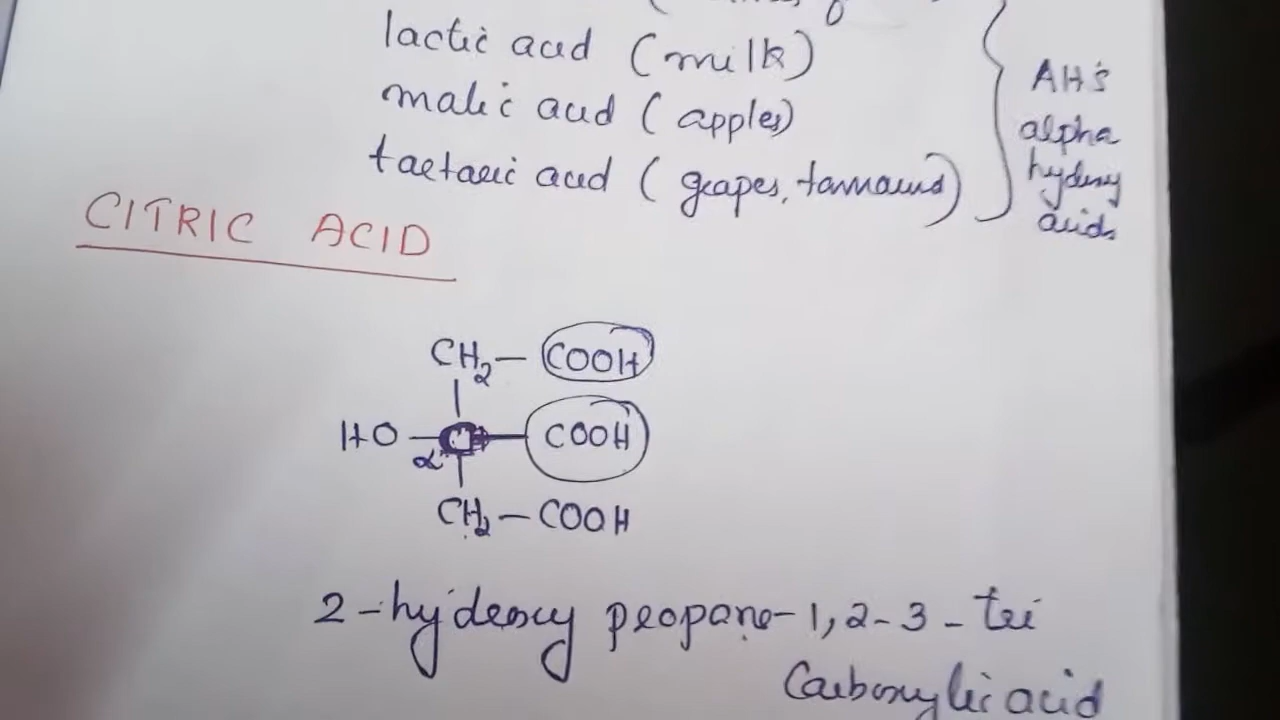 lactic acid (milk)
malic acid (apples)
tartaric acid (grapes, tamarind)
AHS
alpha
hydroxy
acids
CITRIC ACID
CH2 - COOH
HO - C - COOH
α
CH2 - COOH
2-hydroxy propane-1,2-3-tri
Carboxylic acid